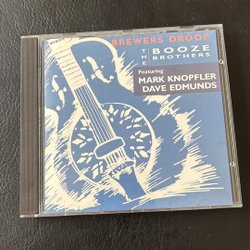 BREWERS DROOP
THE BOOZE
BROTHERS
Featuring
MARK KNOPFLER
DAVE EDMUNDS